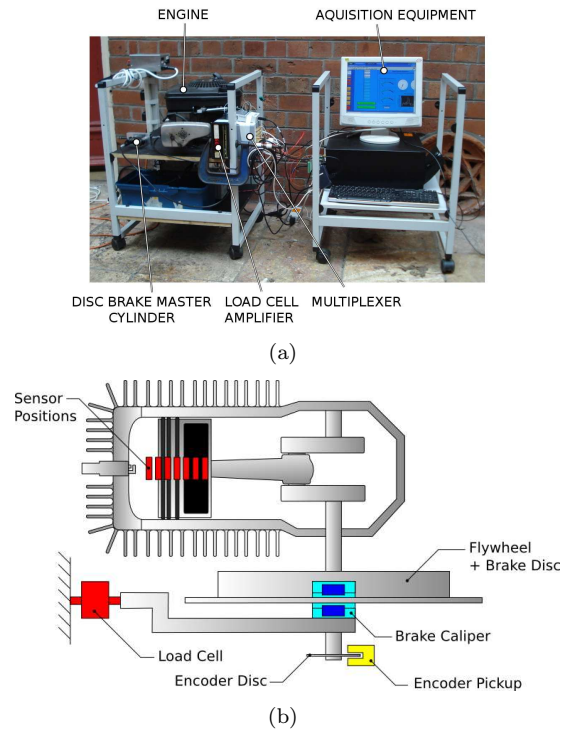 ENGINE
AQUISITION EQUIPMENT
DISC BRAKE MASTER
CYLINDER
LOAD CELL
AMPLIFIER
MULTIPLEXER
(a)
Sensor
Positions
Flywheel
+ Brake Disc
Brake Caliper
Load Cell
Encoder Disc
Encoder Pickup
(b)